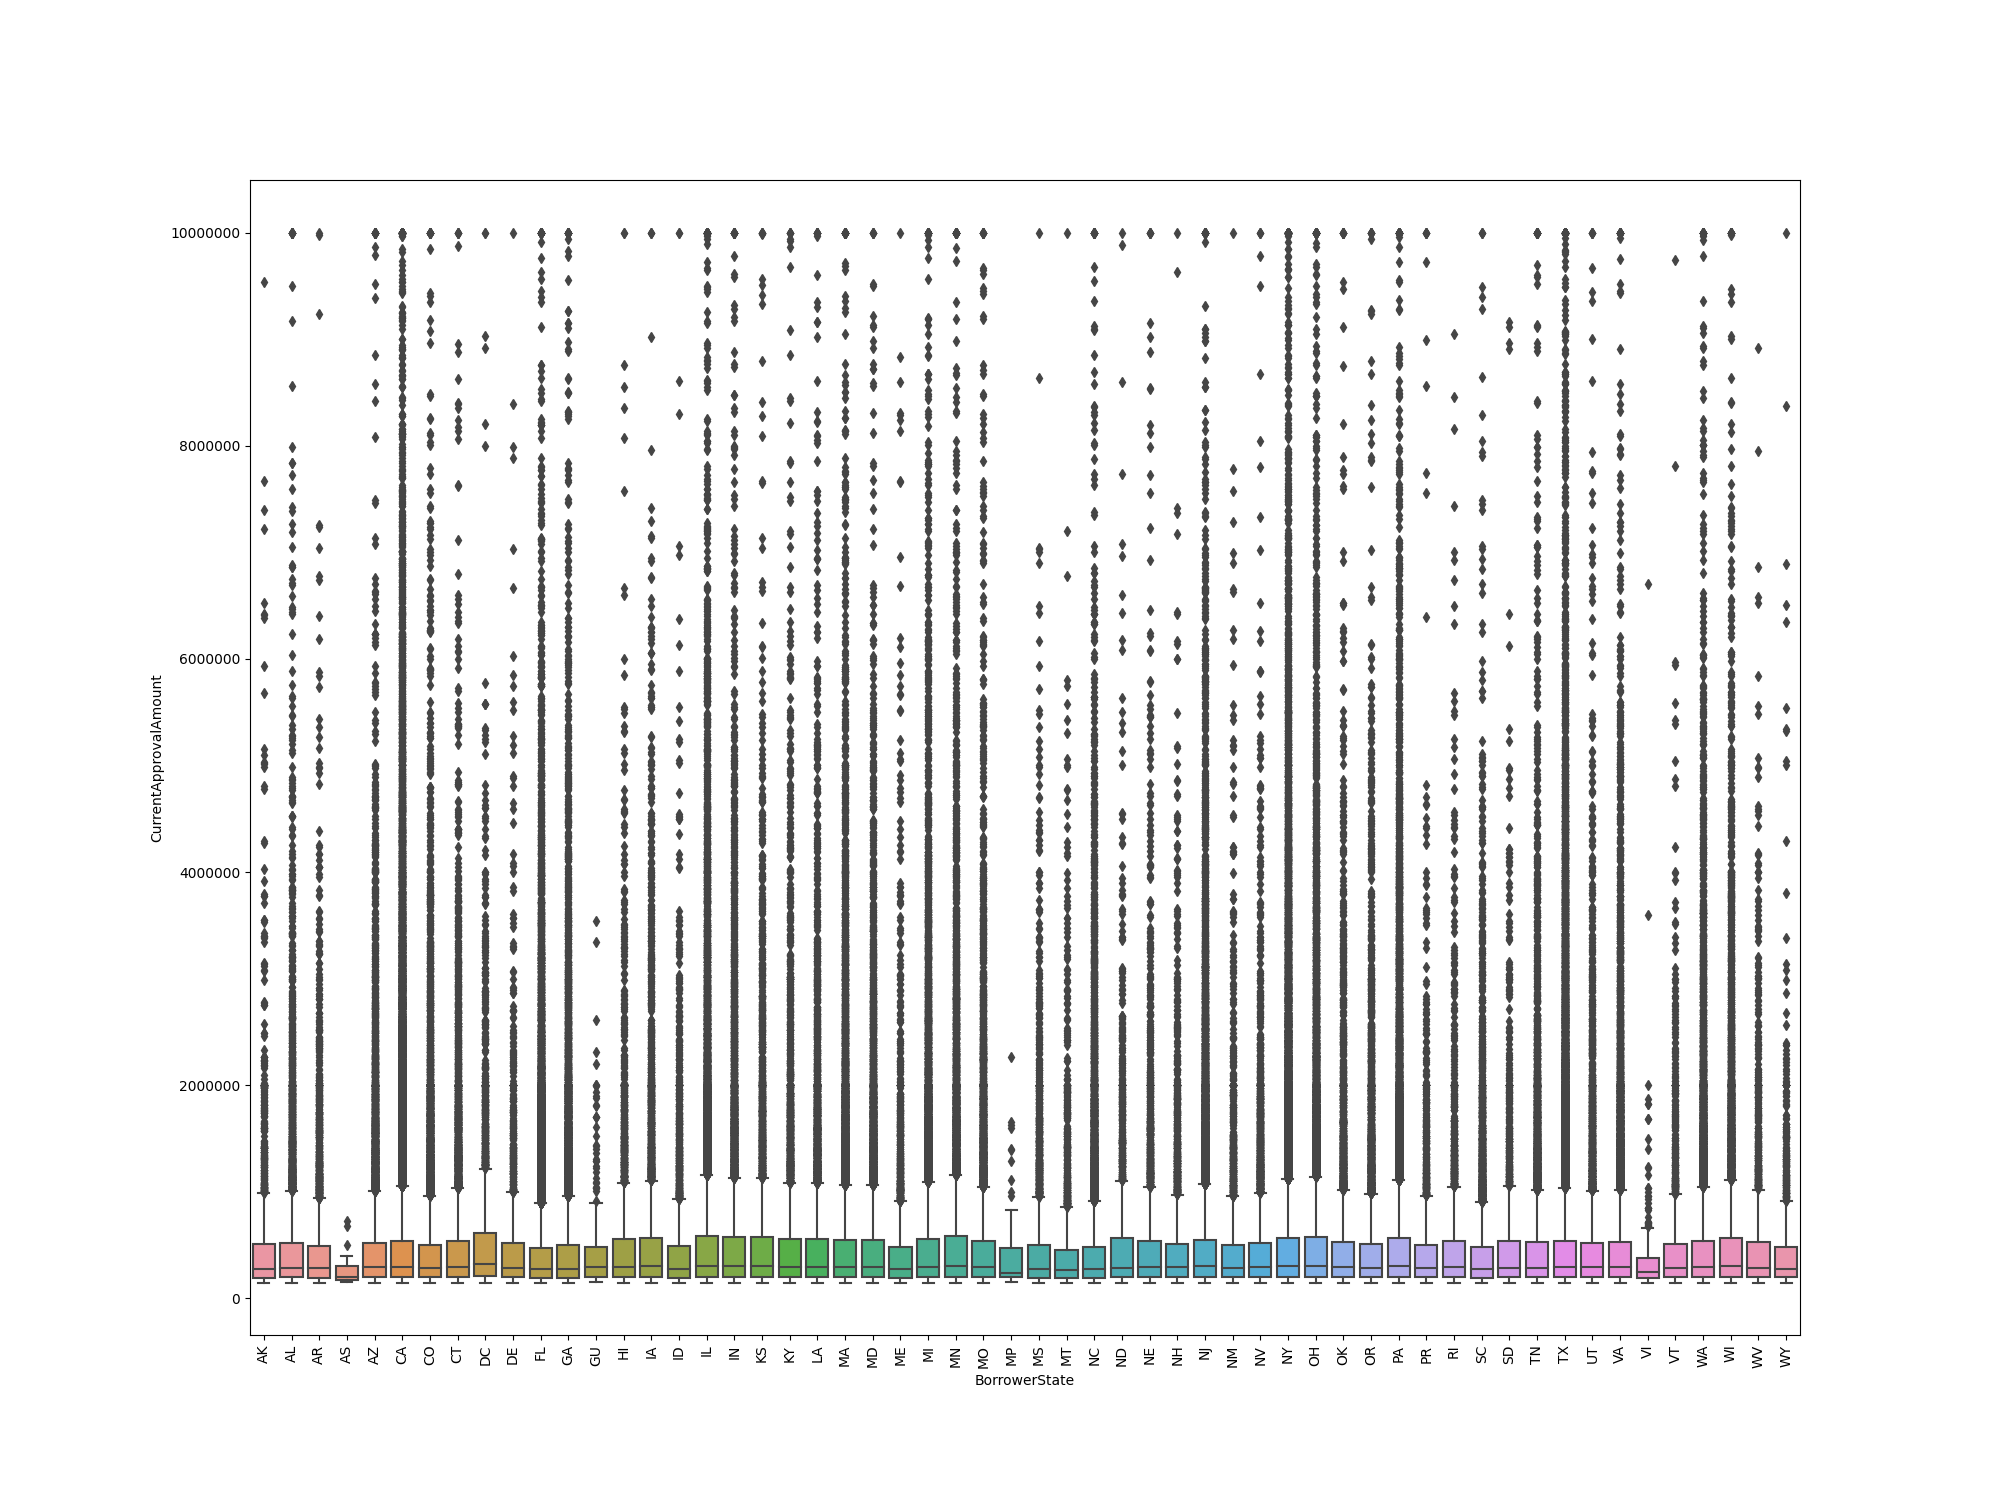 10000000
8000000
6000000
4000000
2000000
0
CurrentApprovalAmount
AK AL AR AS AZ CA CO CT DC DE FL GA GU HI IA ID IL IN KS KY LA MA MD ME MI MN MO MP MS MT NC ND NE NH NJ NM NV NY OH OK OR PA PR RI SC SD TN TX UT VA VI VT WA WI WV WY
BorrowerState